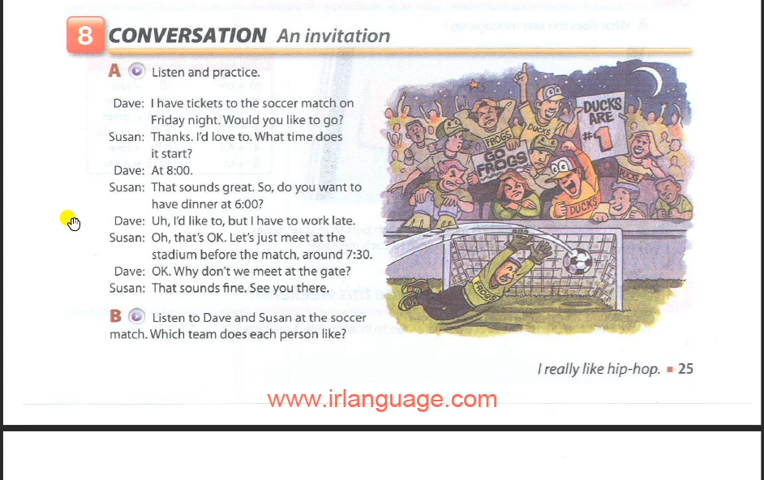 8 CONVERSATION An invitation
A Listen and practice.
Dave: I have tickets to the soccer match on
Friday night. Would you like to go?
Susan: Thanks. I'd love to. What time does
it start?
Dave: At 8:00.
Susan: That sounds great. So, do you want to
have dinner at 6:00?
Dave: Uh, I'd like to, but I have to work late.
Susan: Oh, that's OK. Let's just meet at the
stadium before the match, around 7:30.
Dave: OK. Why don't we meet at the gate?
Susan: That sounds fine. See you there.
B Listen to Dave and Susan at the soccer
match. Which team does each person like?
DUCKS
ARE
#1
DUCKS
FROGS
GO
FROGS
DUCKS
DUCKS
FROGS
I really like hip-hop. ▪ 25
www.irlanguage.com